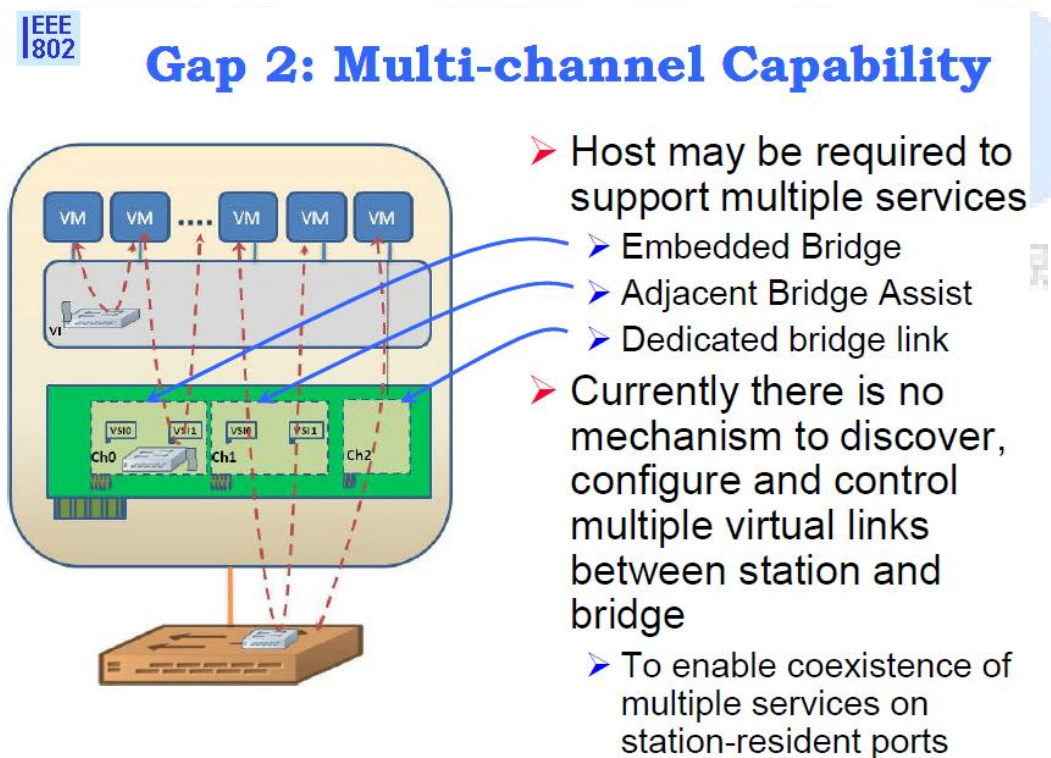 IEEE
802
Gap 2: Multi-channel Capability
➢ Host may be required to
support multiple services
➢ Embedded Bridge
➢ Adjacent Bridge Assist
➢ Dedicated bridge link
➢ Currently there is no
mechanism to discover,
configure and control
multiple virtual links
between station and
bridge
➢ To enable coexistence of
multiple services on
station-resident ports
VM VM .... VM VM VM
VI
VSI0 VSI1 VSI0 VSI1
Ch0 Ch1 Ch2